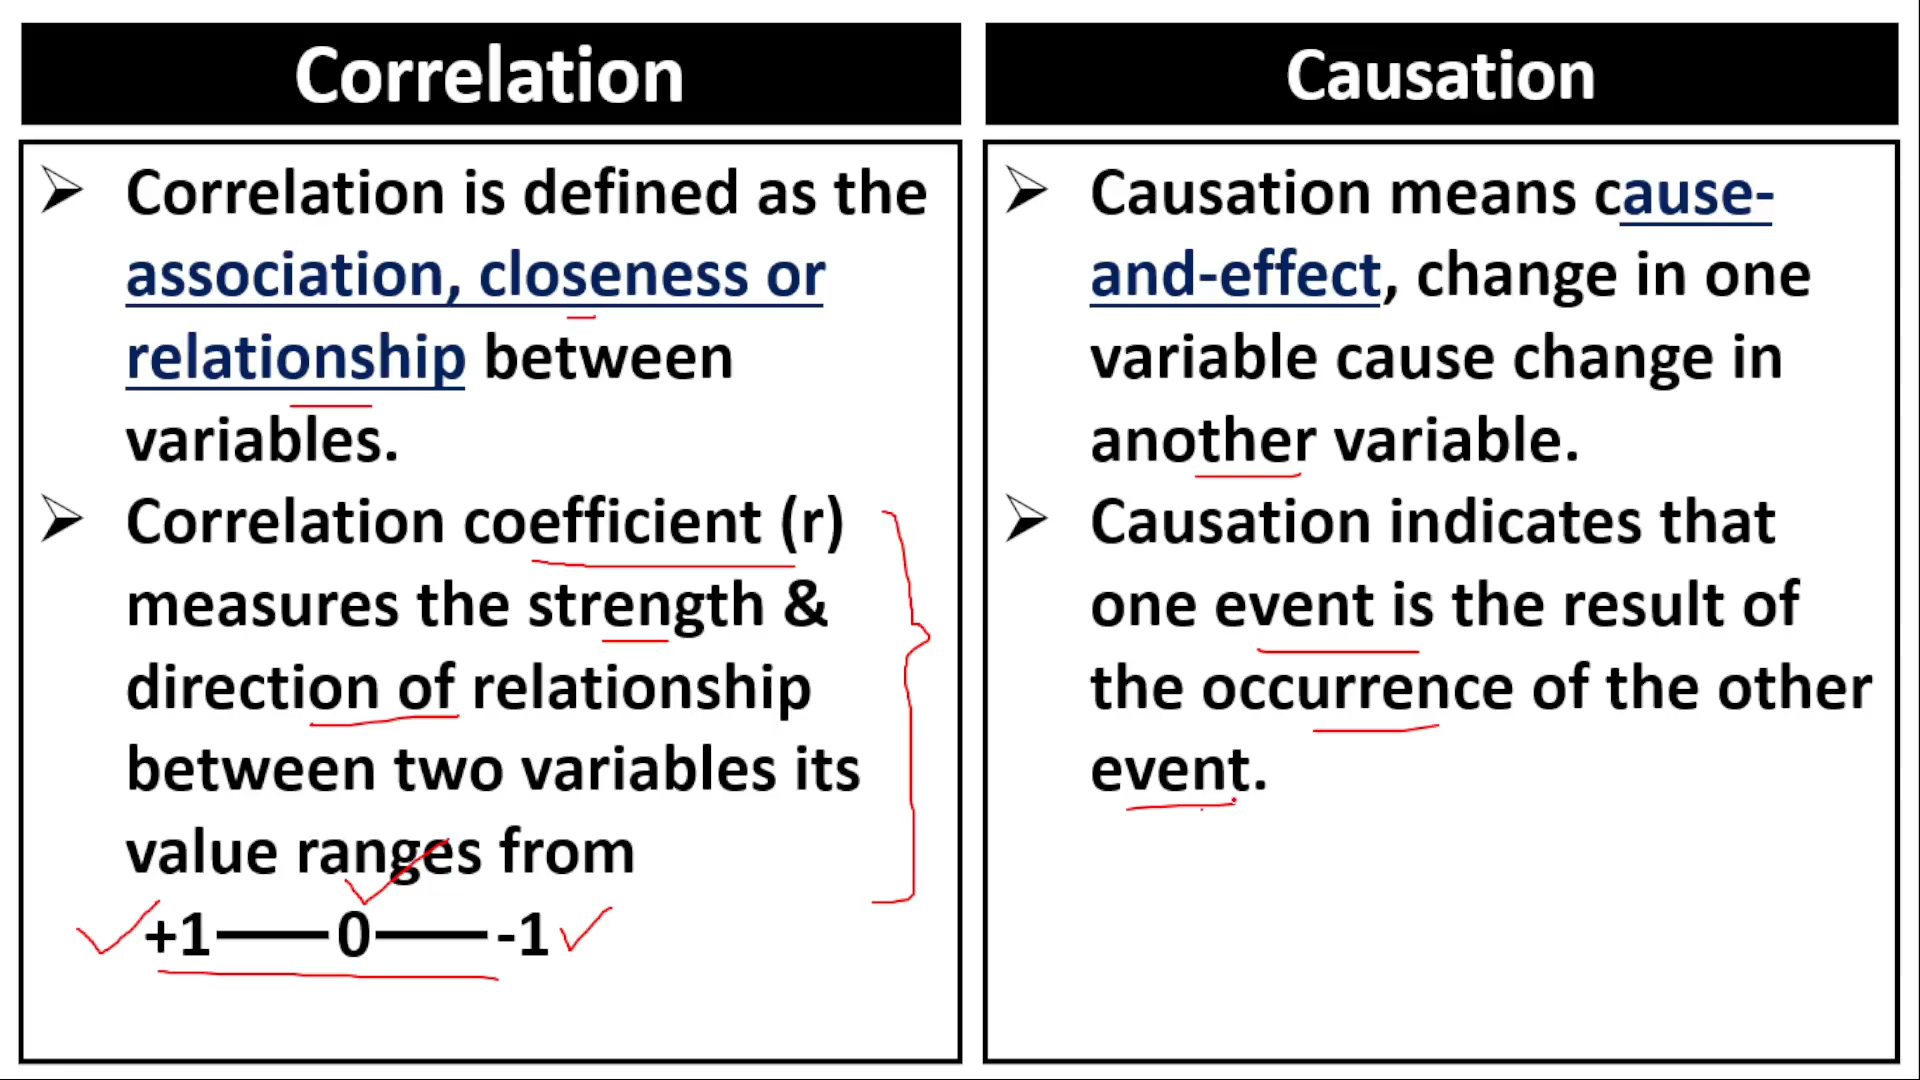 Correlation
➢ Correlation is defined as the
association, closeness or
relationship between
variables.
➢ Correlation coefficient (r)
measures the strength &
direction of relationship
between two variables its
value ranges from
+1——0——-1
Causation
➢ Causation means cause-
and-effect, change in one
variable cause change in
another variable.
➢ Causation indicates that
one event is the result of
the occurrence of the other
event.